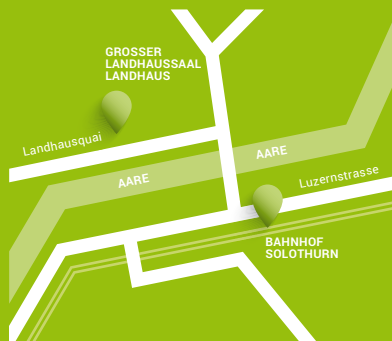 GROSSER
LANDHAUSSAAL
LANDHAUS
Landhausquai
AARE
AARE
Luzernstrasse
BAHNHOF
SOLOTHURN